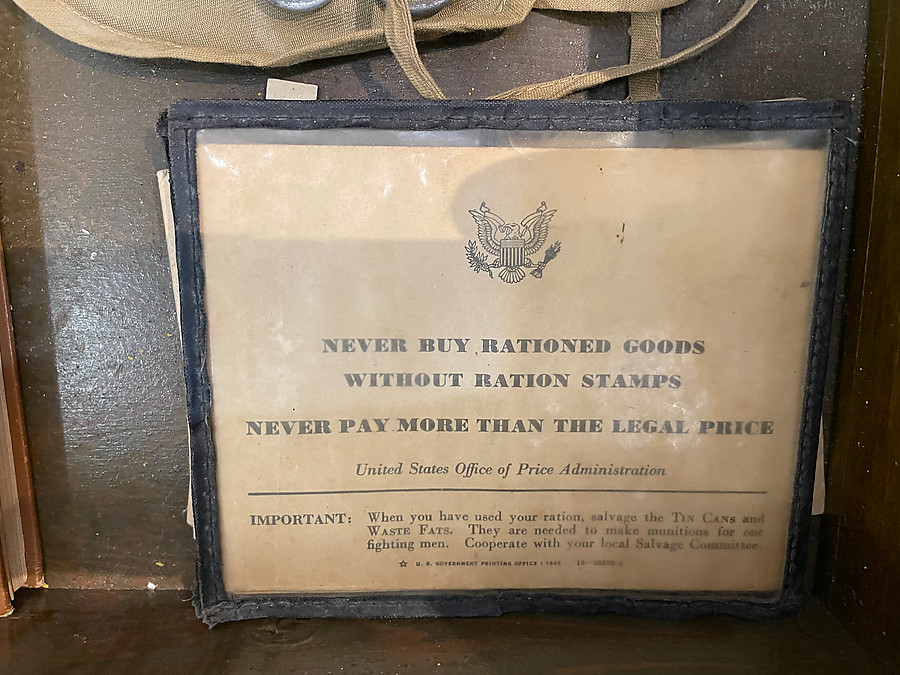 NEVER BUY RATIONED GOODS
WITHOUT RATION STAMPS
NEVER PAY MORE THAN THE LEGAL PRICE
United States Office of Price Administration
IMPORTANT: When you have used your ration, salvage the TIN CANS and
WASTE FATS. They are needed to make munitions for our
fighting men. Cooperate with your local Salvage Committee.
☆ U. S. GOVERNMENT PRINTING OFFICE : 1943